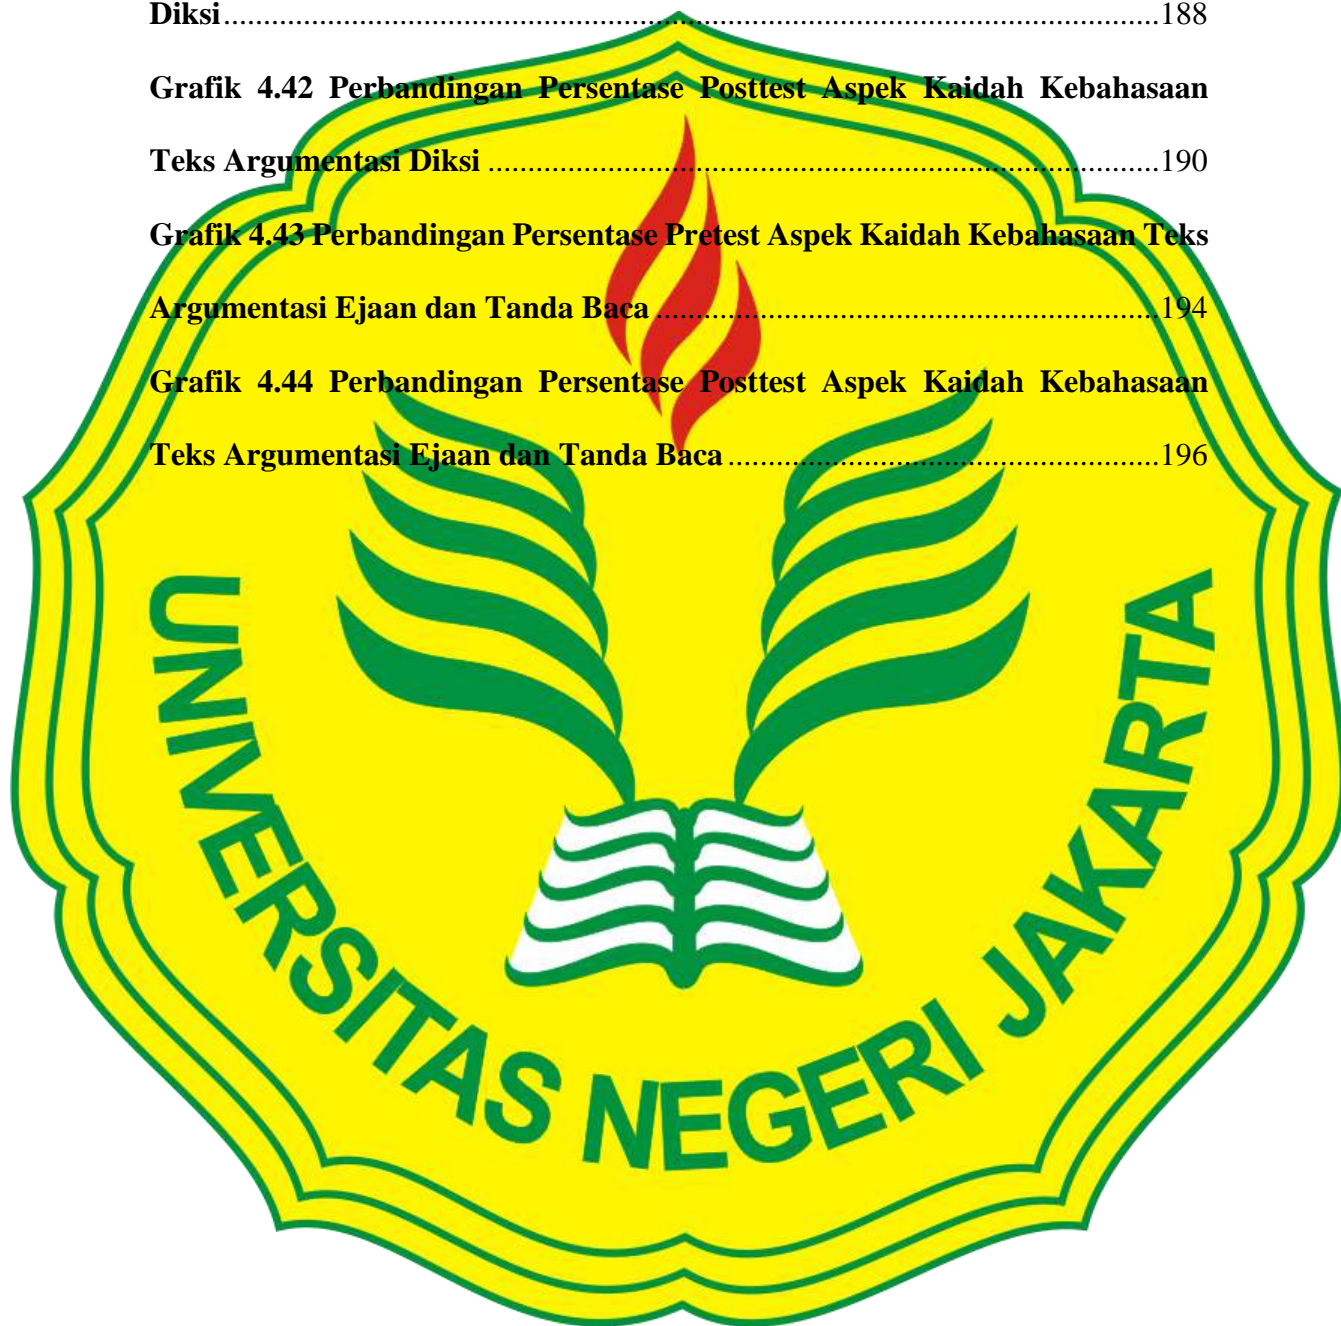 Diksi........................................................................................................................188
Grafik 4.42 Perbandingan Persentase Posttest Aspek Kaidah Kebahasaan
Teks Argumentasi Diksi ......................................................................................190
Grafik 4.43 Perbandingan Persentase Pretest Aspek Kaidah Kebahasaan Teks
Argumentasi Ejaan dan Tanda Baca ................................................................194
Grafik 4.44 Perbandingan Persentase Posttest Aspek Kaidah Kebahasaan
Teks Argumentasi Ejaan dan Tanda Baca .......................................................196
UNIVERSITAS NEGERI JAKARTA